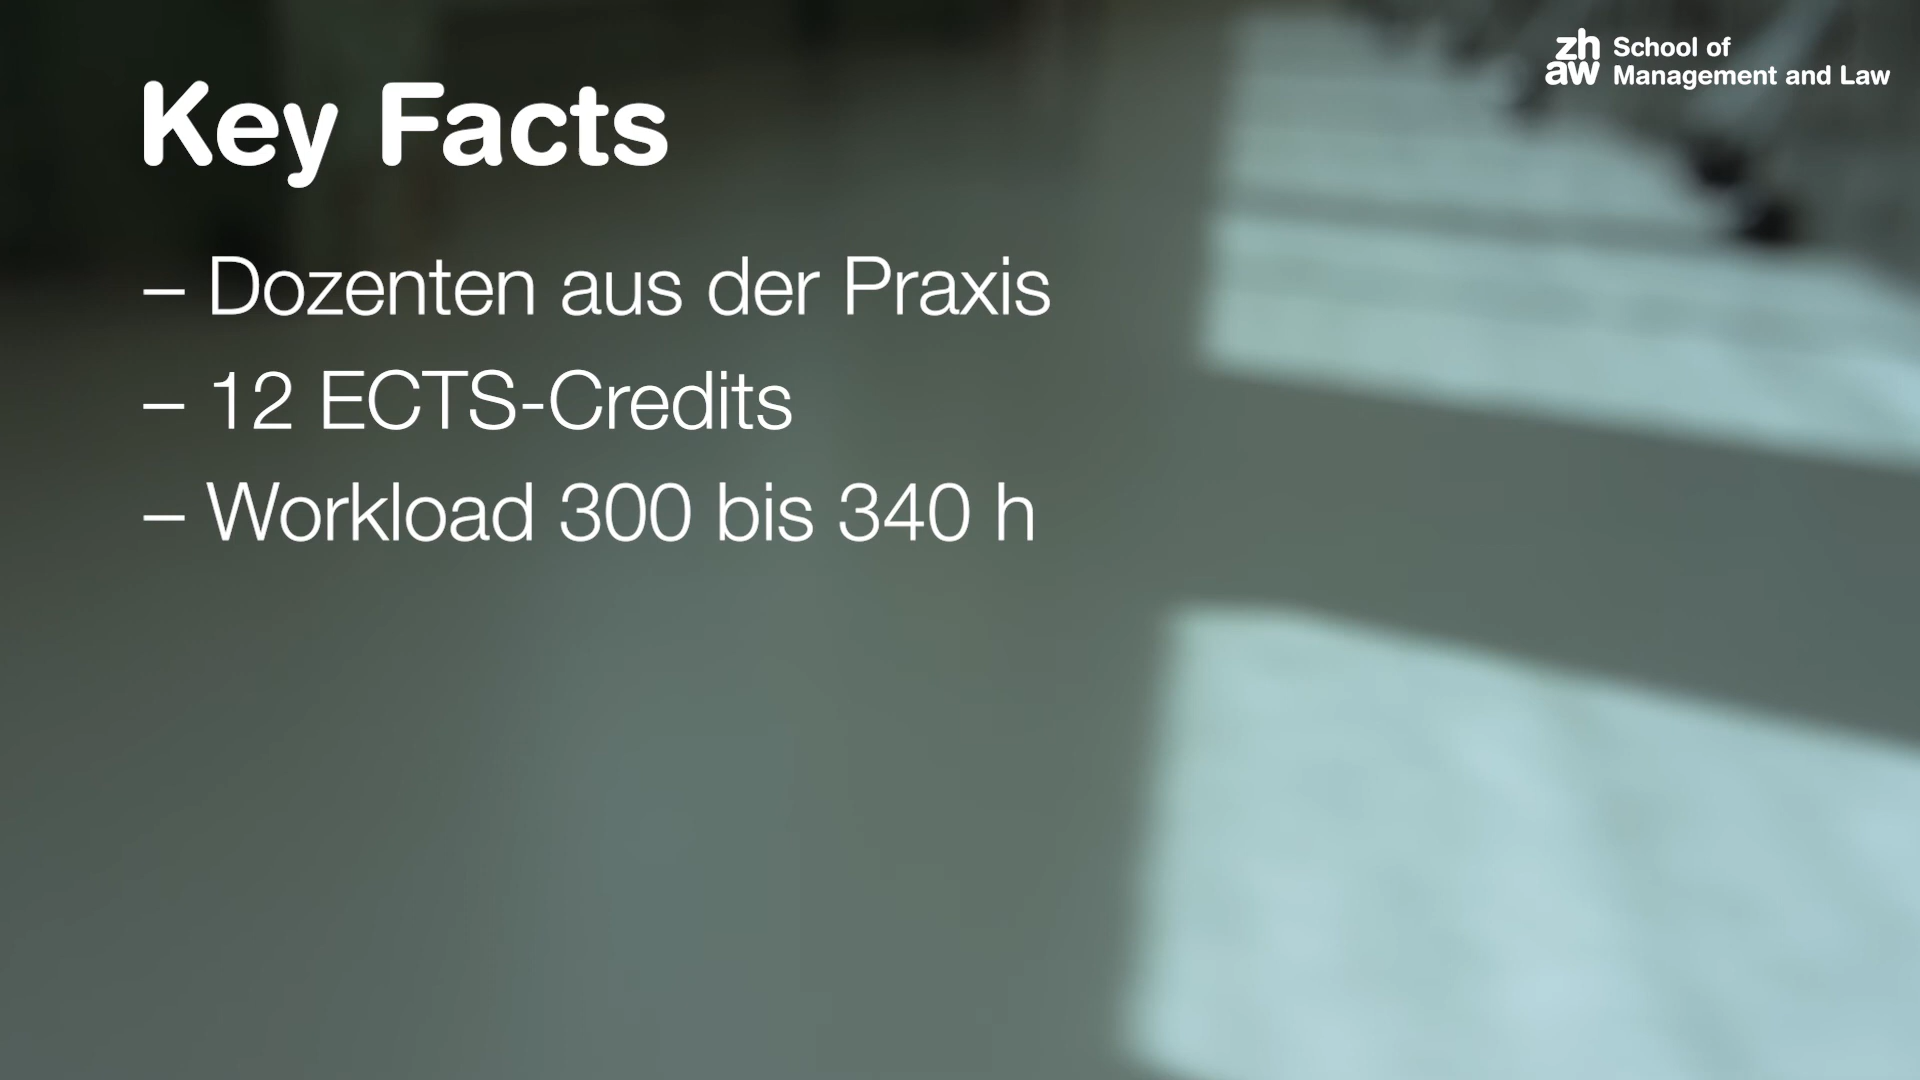 zh
aw
School of
Management and Law
Key Facts
– Dozenten aus der Praxis
– 12 ECTS-Credits
– Workload 300 bis 340 h